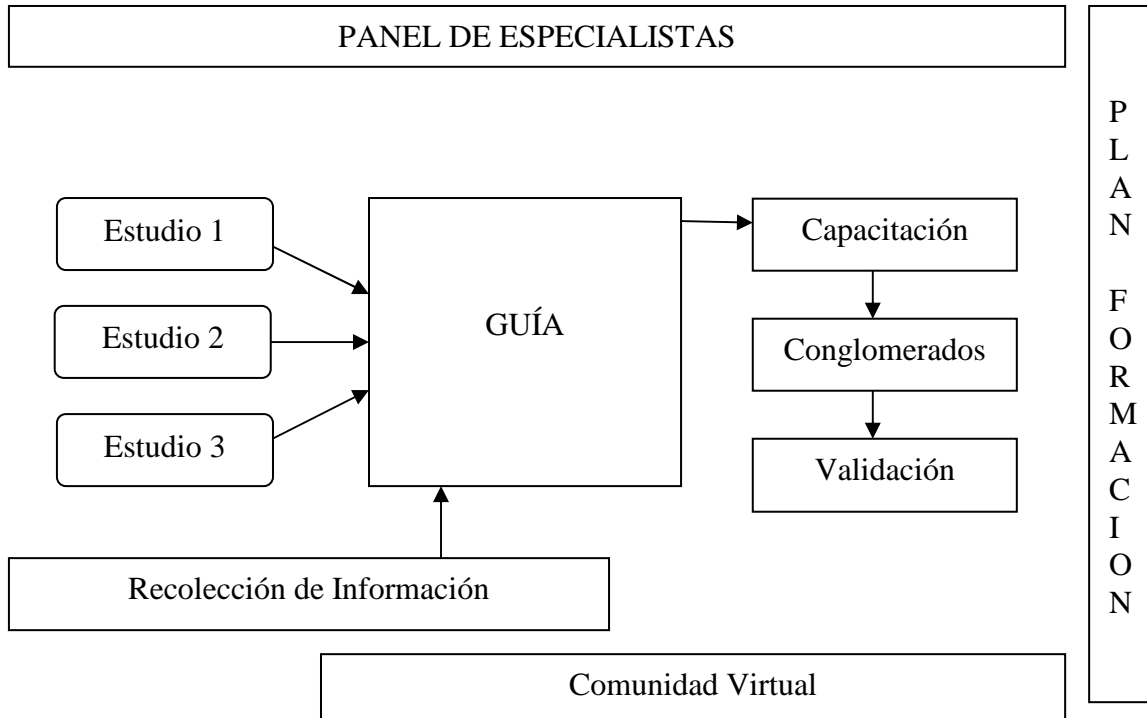 PANEL DE ESPECIALISTAS
Estudio 1
Estudio 2
Estudio 3
GUÍA
Capacitación
Conglomerados
Validación
Recolección de Información
Comunidad Virtual
P
L
A
N
F
O
R
M
A
C
I
O
N